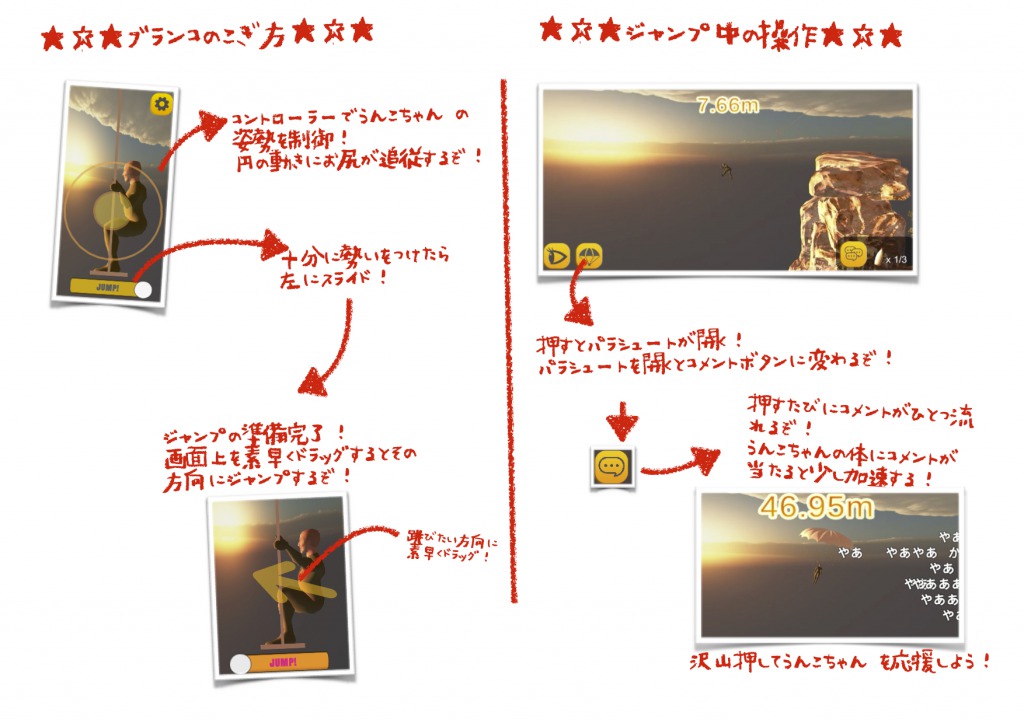 ★☆★ブランコのこぎ方★☆★
コントローラーでうんこちゃんの
姿勢を制御！
円の動きにお尻が追従するぞ！
JUMP!
十分に勢いをつけたら
左にスライド！
ジャンプの準備完了！
画面上を素早くドラッグするとその
方向にジャンプするぞ！
跳びたい方向に
素早くドラッグ！
JUMP!
★☆★ジャンプ中の操作★☆★
7.66m
x 1/3
押すとパラシュートが開く！
パラシュートを開くとコメントボタンに変わるぞ！
押すたびにコメントがひとつ流
れるぞ！
うんこちゃんの体にコメントが
当たると少し加速する！
46.95m
やあ
やあ やあやあ か
やあ
ややあああ
やああ
やあ
沢山押してうんこちゃん を応援しよう！